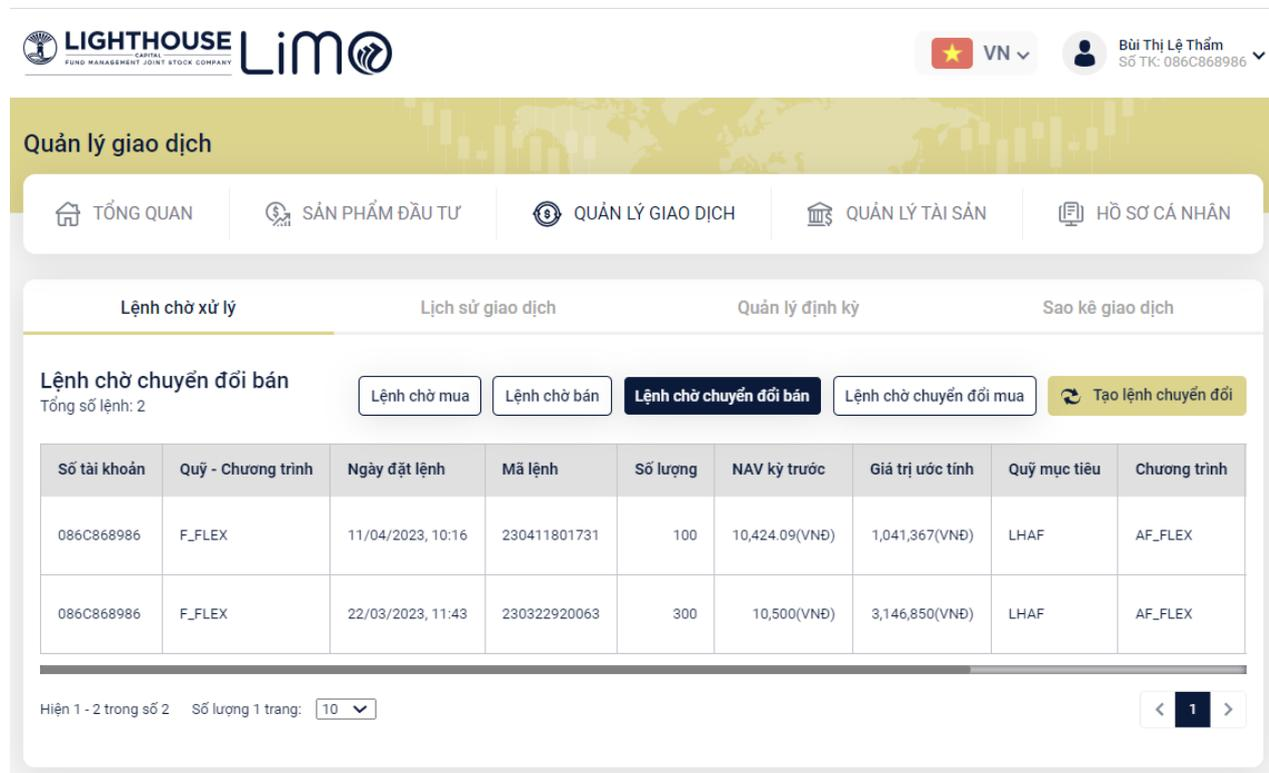 LIGHTHOUSE
CAPITAL
FUND MANAGEMENT JOINT STOCK COMPANY
LiMO
VN
Bùi Thị Lệ Thẩm
Số TK: 086C868986
Quản lý giao dịch
TỔNG QUAN
SẢN PHẨM ĐẦU TƯ
QUẢN LÝ GIAO DỊCH
QUẢN LÝ TÀI SẢN
HỒ SƠ CÁ NHÂN
Lệnh chờ xử lý
Lịch sử giao dịch
Quản lý định kỳ
Sao kê giao dịch
Lệnh chờ chuyển đổi bán
Tổng số lệnh: 2
Lệnh chờ mua
Lệnh chờ bán
Lệnh chờ chuyển đổi bán
Lệnh chờ chuyển đổi mua
Tạo lệnh chuyển đổi
Số tài khoản Quỹ - Chương trình Ngày đặt lệnh Mã lệnh Số lượng NAV kỳ trước Giá trị ước tính Quỹ mục tiêu Chương trình
086C868986 F_FLEX 11/04/2023, 10:16 230411801731 100 10,424.09(VNĐ) 1,041,367(VNĐ) LHAF AF_FLEX
086C868986 F_FLEX 22/03/2023, 11:43 230322920063 300 10,500(VNĐ) 3,146,850(VNĐ) LHAF AF_FLEX
Hiện 1 - 2 trong số 2 Số lượng 1 trang: 10
1